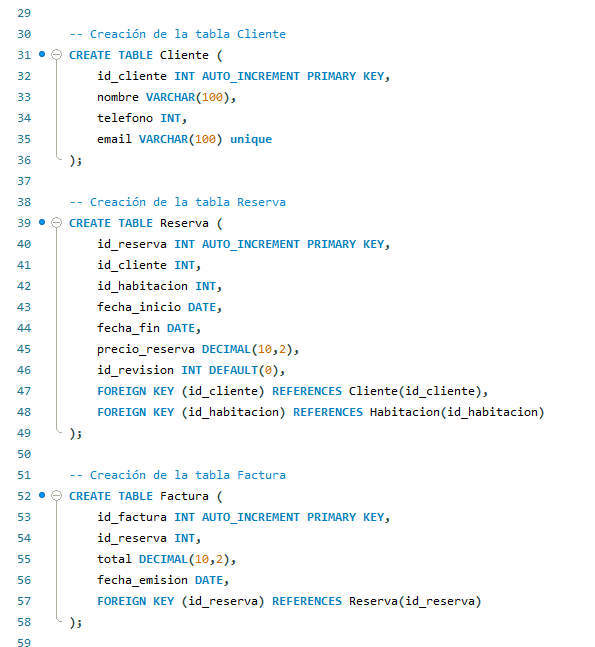 29
30 -- Creación de la tabla Cliente
31 CREATE TABLE Cliente (
32 id_cliente INT AUTO_INCREMENT PRIMARY KEY,
33 nombre VARCHAR(100),
34 telefono INT,
35 email VARCHAR(100) unique
36 );
37
38 -- Creación de la tabla Reserva
39 CREATE TABLE Reserva (
40 id_reserva INT AUTO_INCREMENT PRIMARY KEY,
41 id_cliente INT,
42 id_habitacion INT,
43 fecha_inicio DATE,
44 fecha_fin DATE,
45 precio_reserva DECIMAL(10,2),
46 id_revision INT DEFAULT(0),
47 FOREIGN KEY (id_cliente) REFERENCES Cliente(id_cliente),
48 FOREIGN KEY (id_habitacion) REFERENCES Habitacion(id_habitacion)
49 );
50
51 -- Creación de la tabla Factura
52 CREATE TABLE Factura (
53 id_factura INT AUTO_INCREMENT PRIMARY KEY,
54 id_reserva INT,
55 total DECIMAL(10,2),
56 fecha_emision DATE,
57 FOREIGN KEY (id_reserva) REFERENCES Reserva(id_reserva)
58 );
59